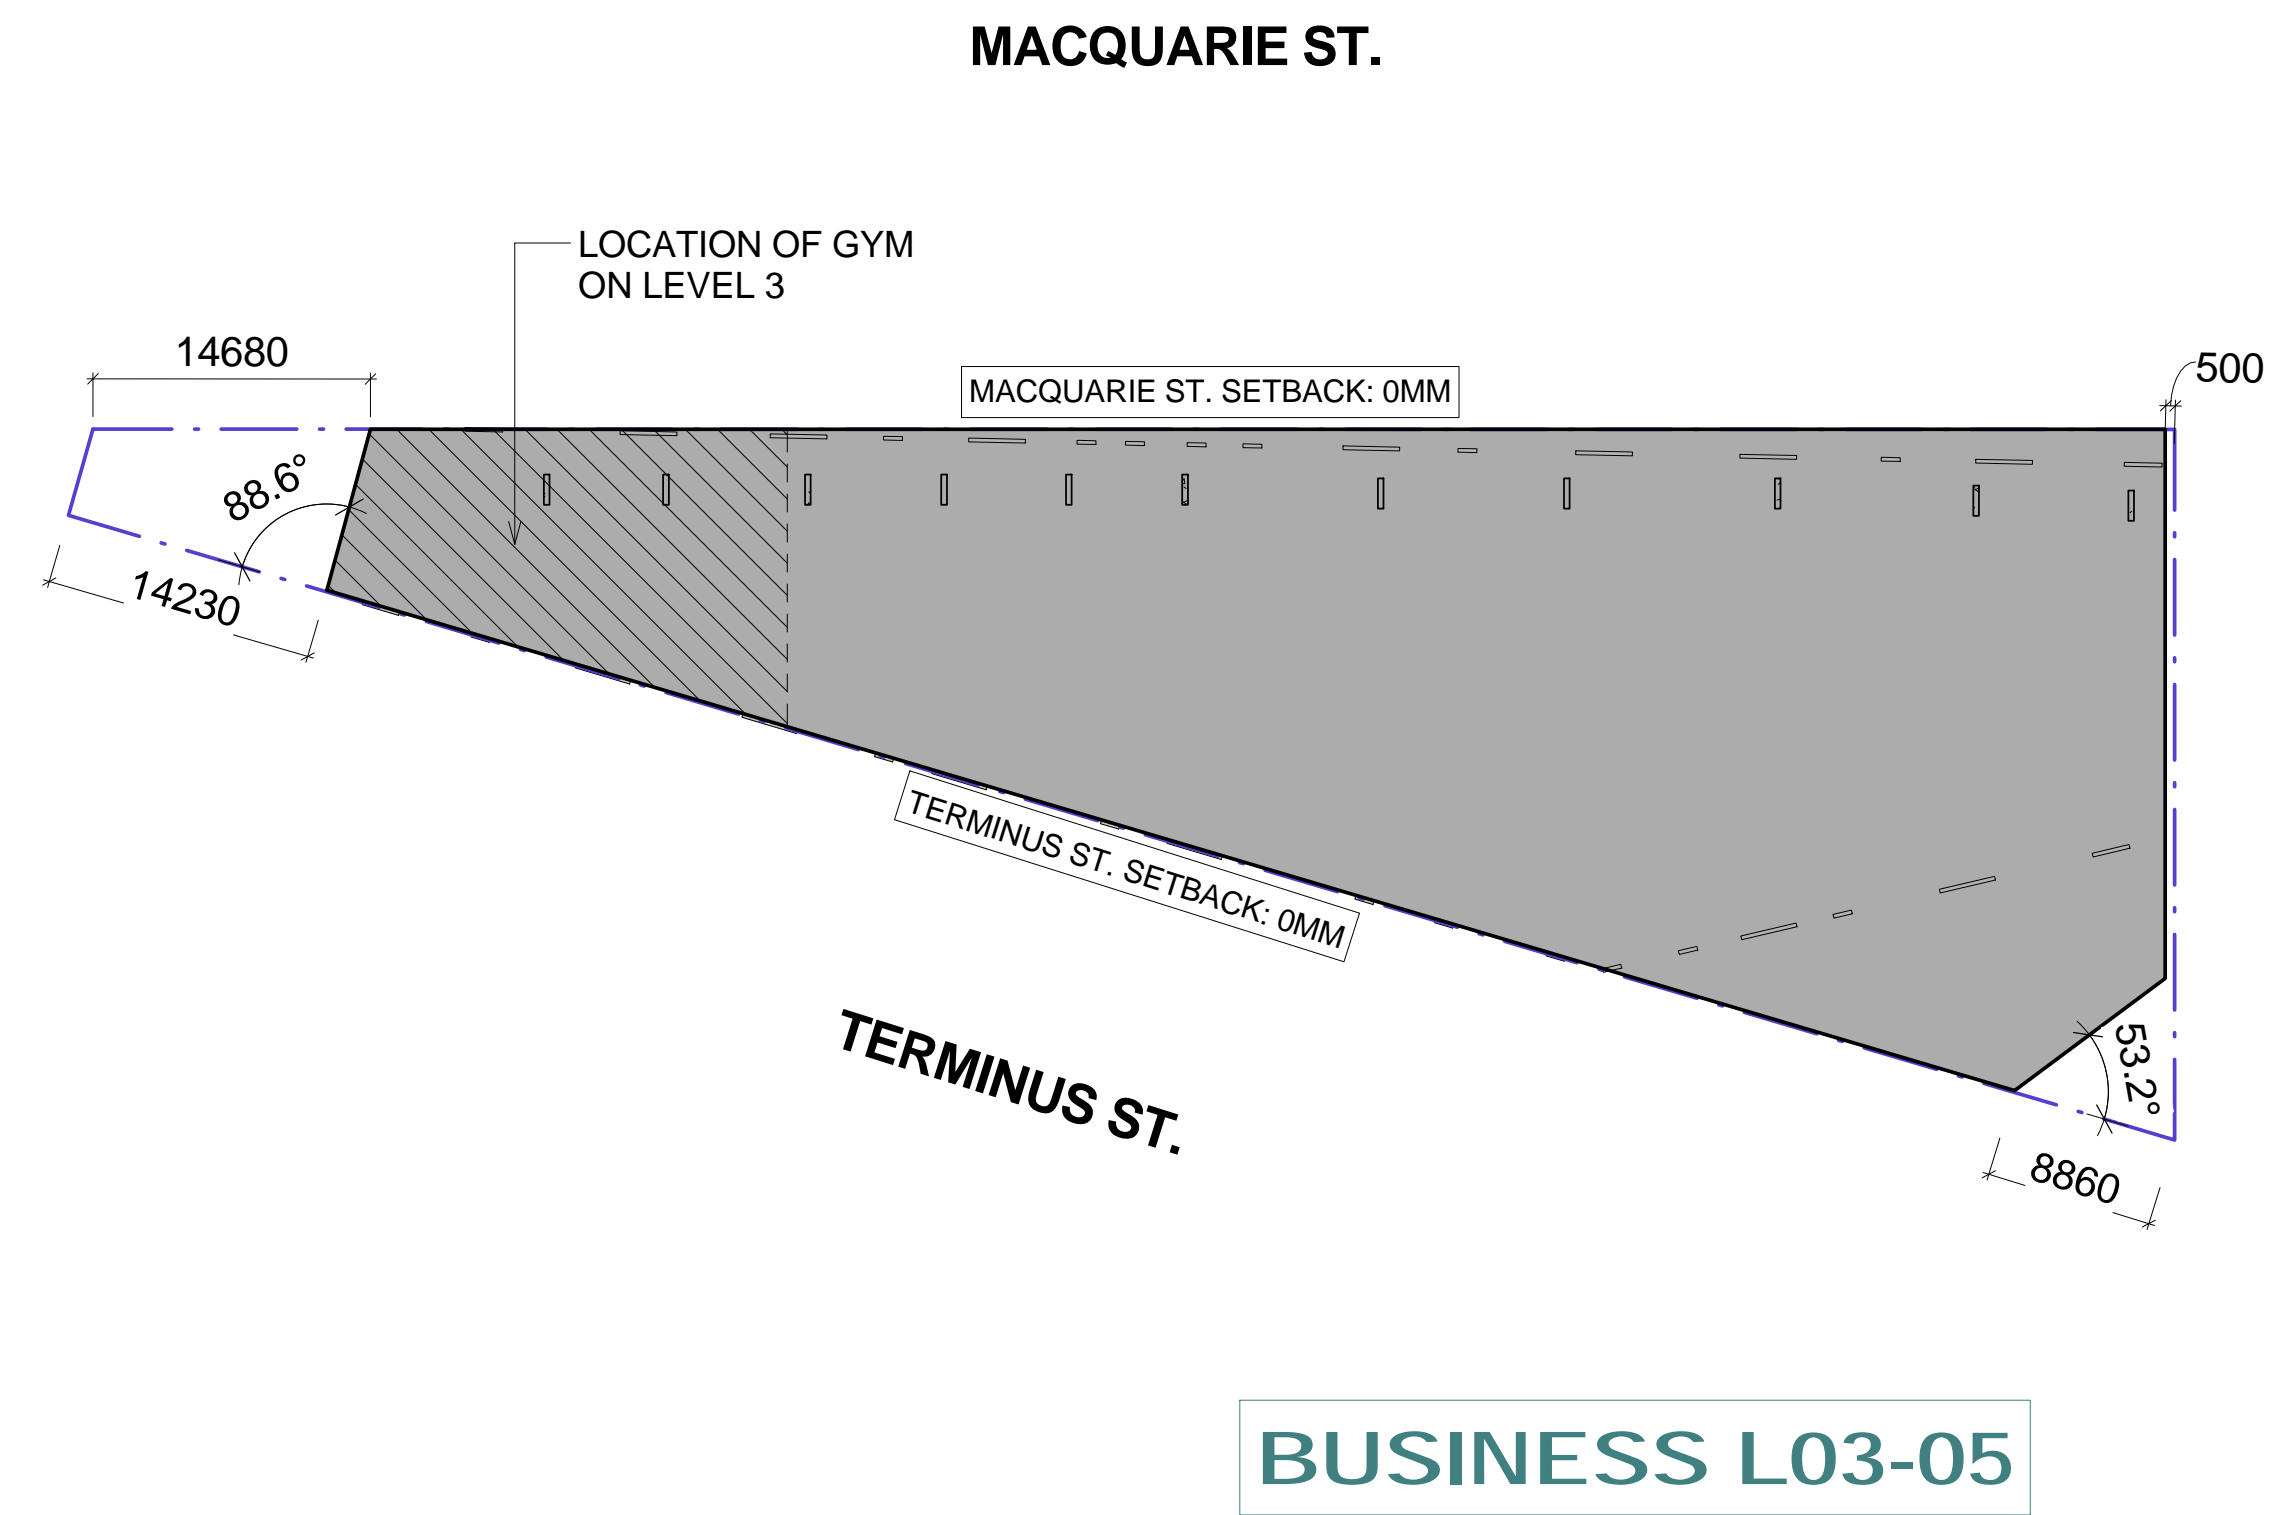 MACQUARIE ST.
LOCATION OF GYM
ON LEVEL 3
14680
500
MACQUARIE ST. SETBACK: 0MM
88.6°
14230
TERMINUS ST. SETBACK: 0MM
TERMINUS ST.
53.2°
8860
BUSINESS L03-05